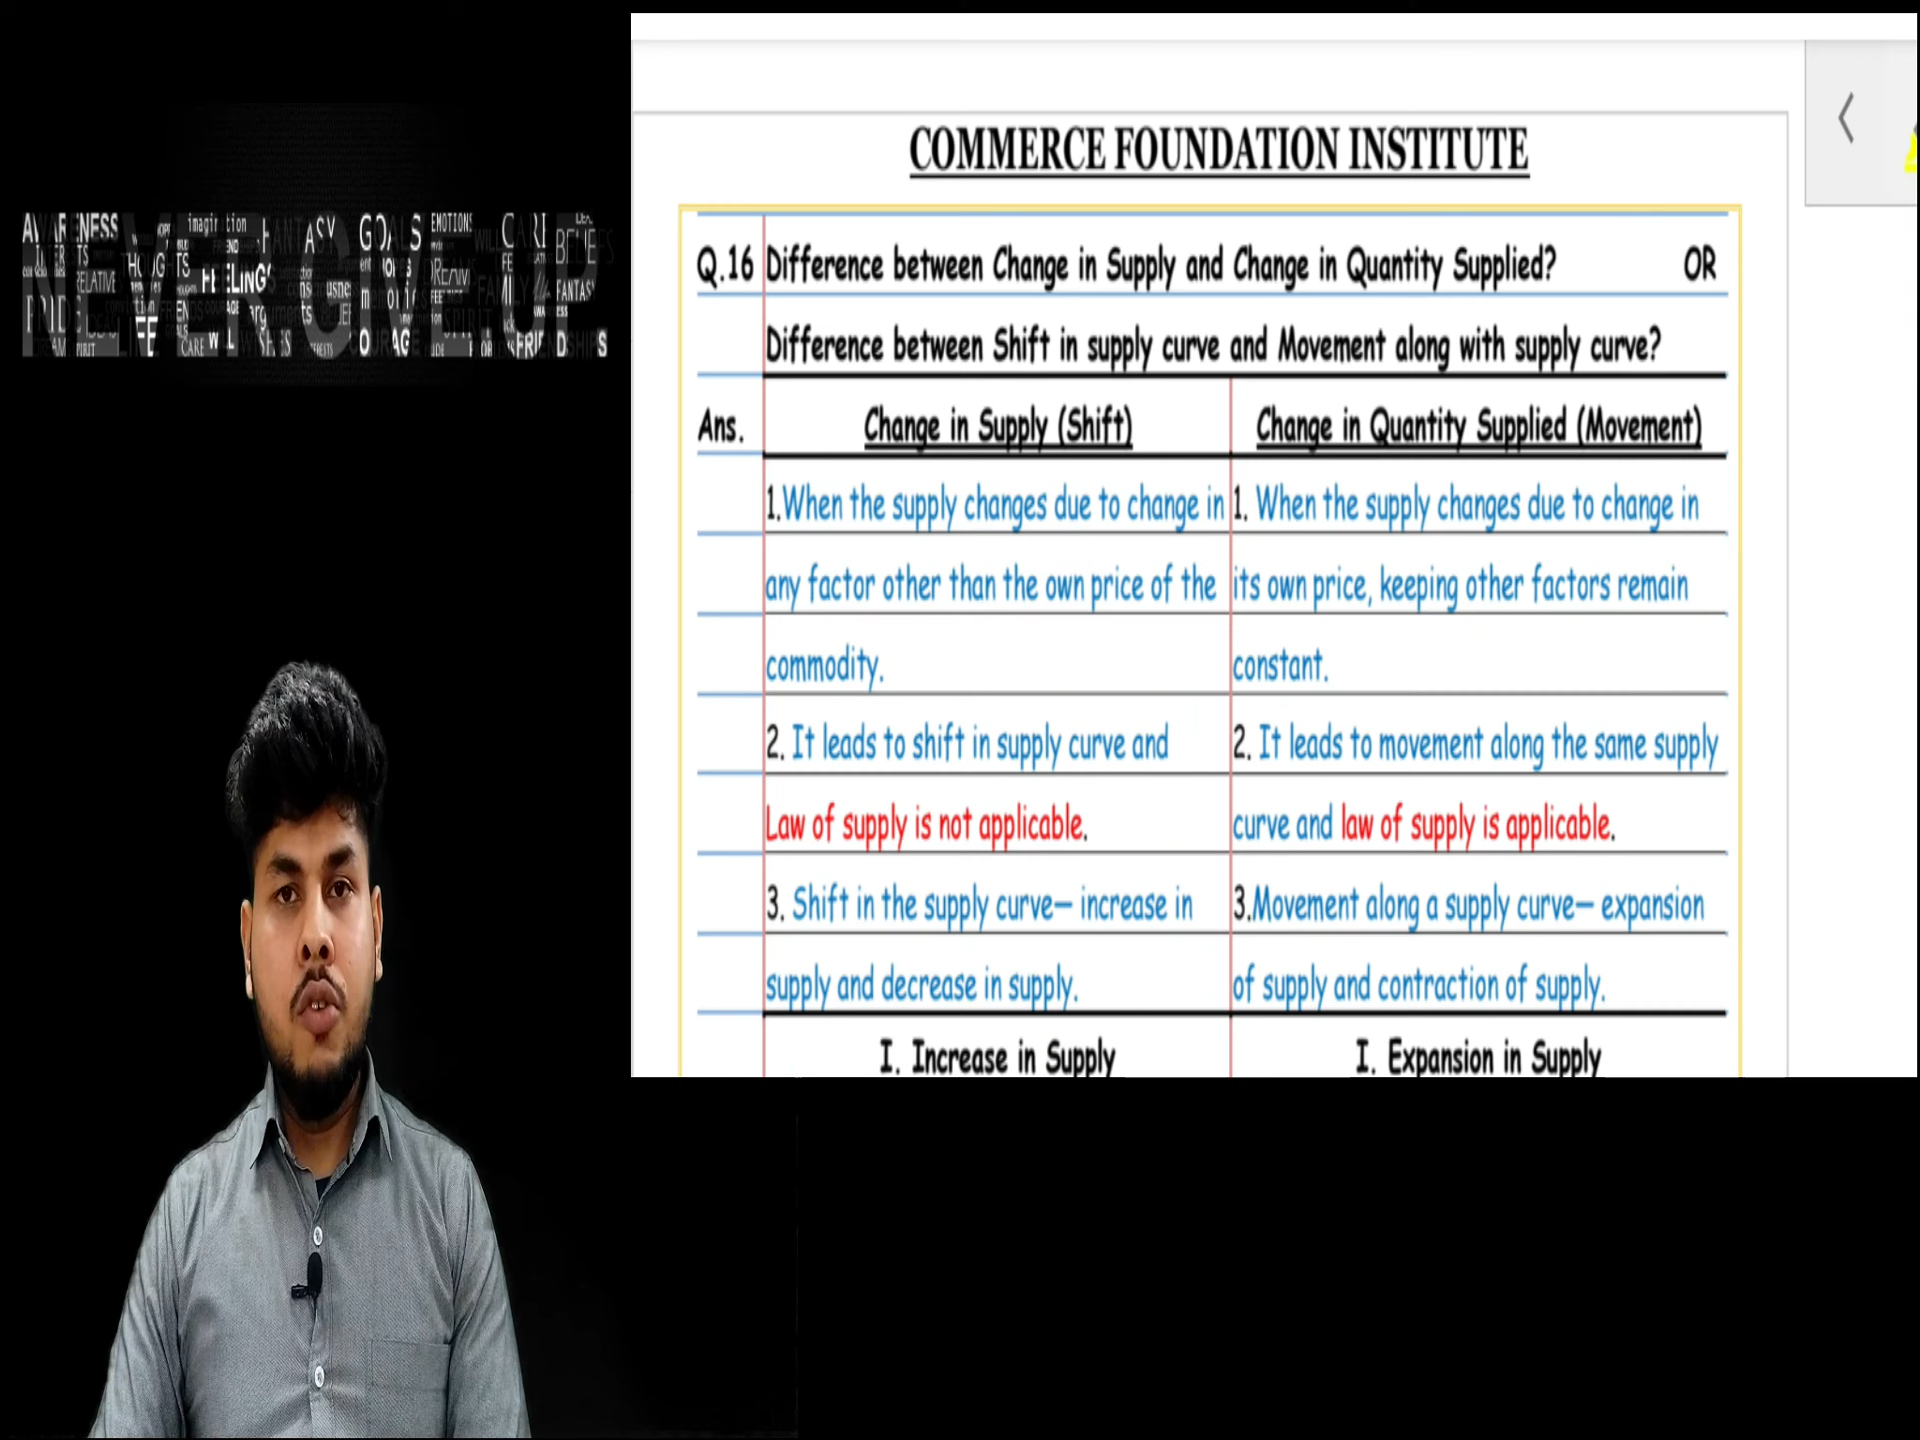 NEVER GIVE UP
COMMERCE FOUNDATION INSTITUTE
Q.16 Difference between Change in Supply and Change in Quantity Supplied? OR
Difference between Shift in supply curve and Movement along with supply curve?
Ans. Change in Supply (Shift) Change in Quantity Supplied (Movement)
1.When the supply changes due to change in
any factor other than the own price of the
commodity.
2. It leads to shift in supply curve and
Law of supply is not applicable.
3. Shift in the supply curve– increase in
supply and decrease in supply.
I. Increase in Supply
1. When the supply changes due to change in
its own price, keeping other factors remain
constant.
2. It leads to movement along the same supply
curve and law of supply is applicable.
3.Movement along a supply curve– expansion
of supply and contraction of supply.
I. Expansion in Supply